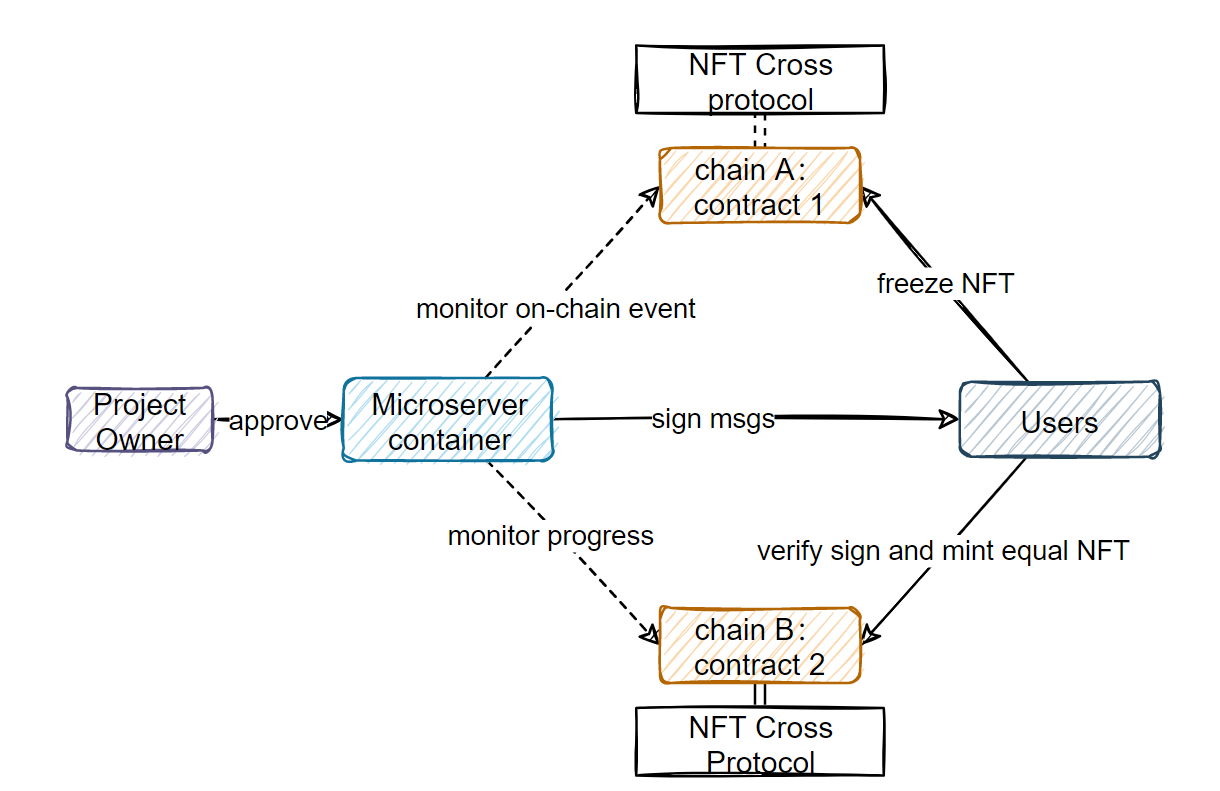 NFT Cross
protocol
chain A：
contract 1
freeze NFT
monitor on-chain event
Project
Owner
approve
Microserver
container
sign msgs
Users
monitor progress
verify sign and mint equal NFT
chain B：
contract 2
NFT Cross
Protocol